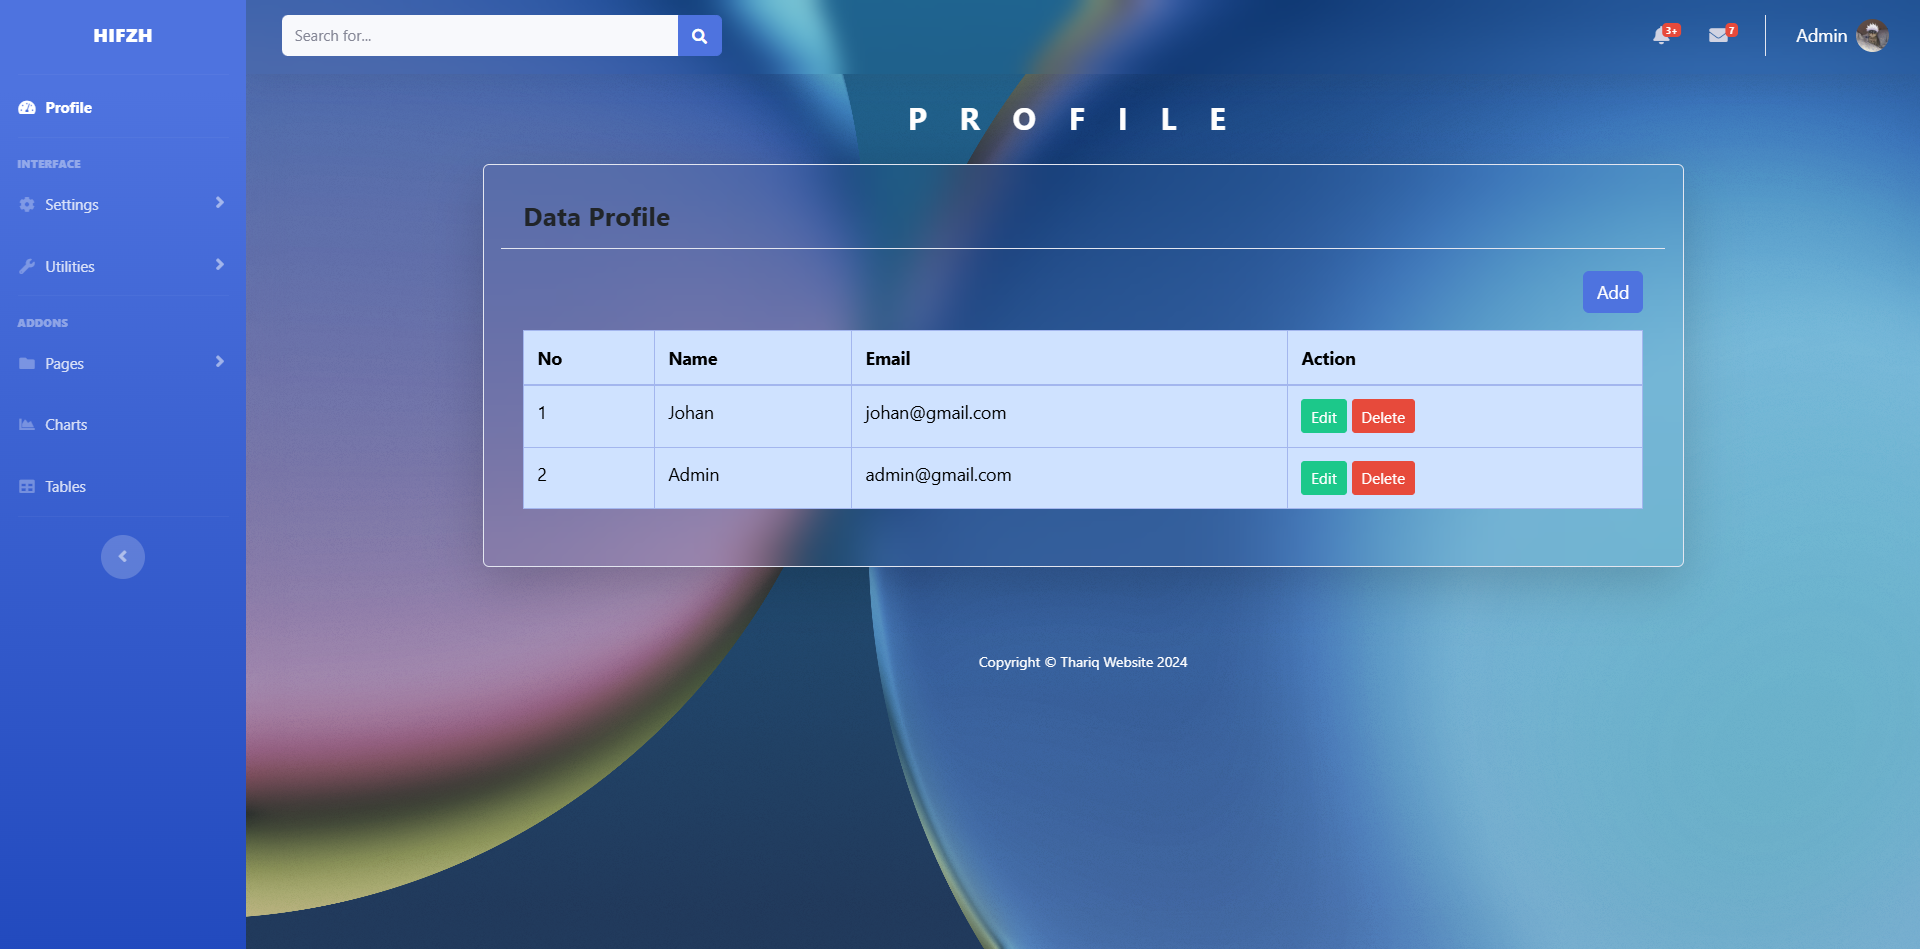 HIFZH
Search for...
3+
7
Admin
Profile
INTERFACE
Settings
Utilities
ADDONS
Pages
Charts
Tables
P R O F I L E
Data Profile
Add
No Name Email Action
1 Johan johan@gmail.com Edit Delete
2 Admin admin@gmail.com Edit Delete
Copyright © Thariq Website 2024